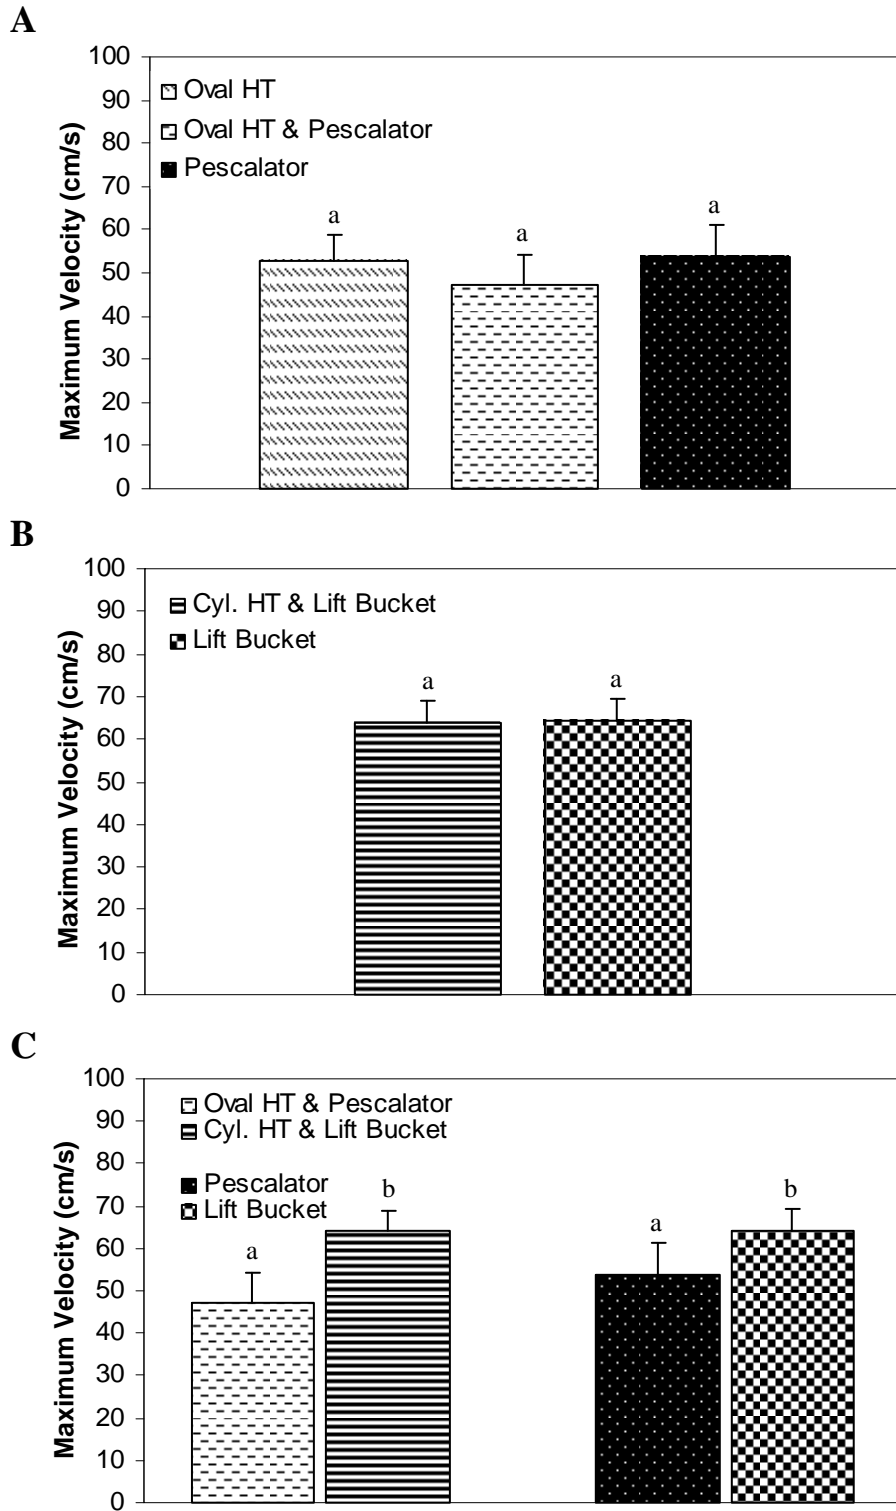 A
Maximum Velocity (cm/s)
100
90
80
70
60
50
40
30
20
10
0
Oval HT
Oval HT & Pescalator
Pescalator
a
a
a
B
Maximum Velocity (cm/s)
100
90
80
70
60
50
40
30
20
10
0
Cyl. HT & Lift Bucket
Lift Bucket
a
a
C
Maximum Velocity (cm/s)
100
90
80
70
60
50
40
30
20
10
0
Oval HT & Pescalator
Cyl. HT & Lift Bucket
Pescalator
Lift Bucket
a
b
a
b